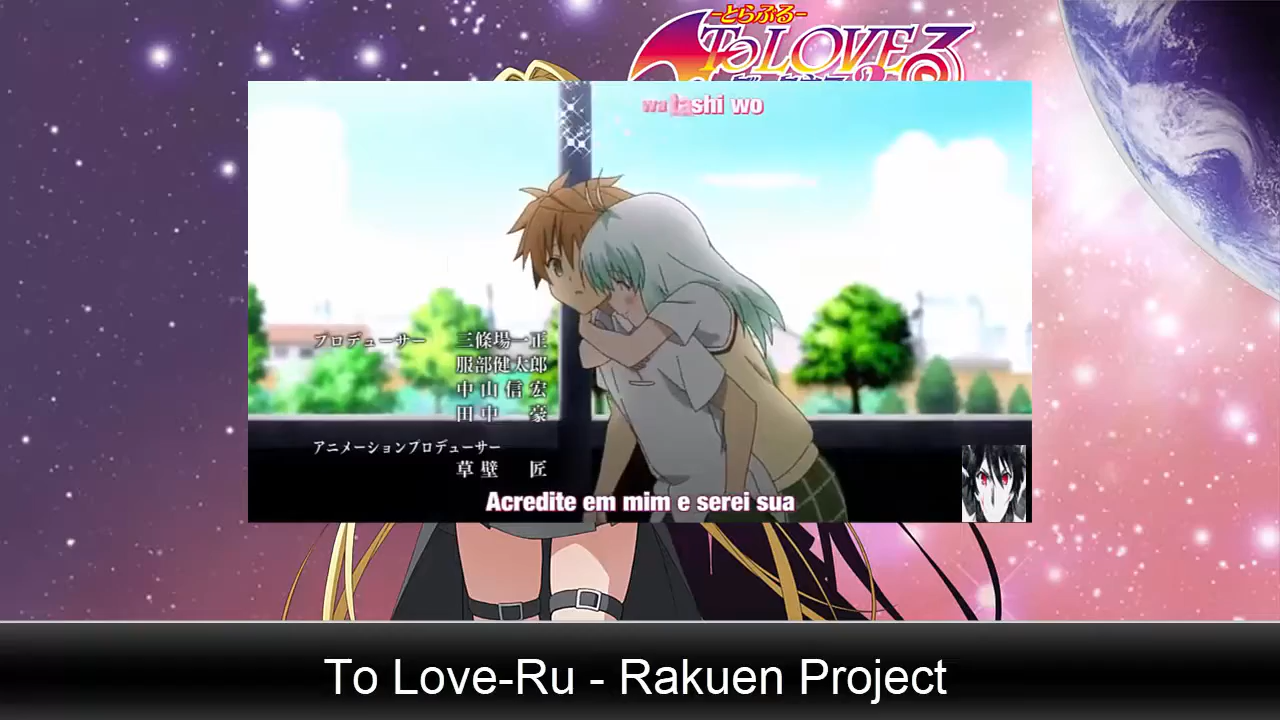 -とらぶる-
To LOVEる
wa tashi wo
プロデューサー 三條場一正
服部健太郎
中山信宏
田中 豪
アニメーションプロデューサー
草壁 匠
Acredite em mim e serei sua
To Love-Ru - Rakuen Project